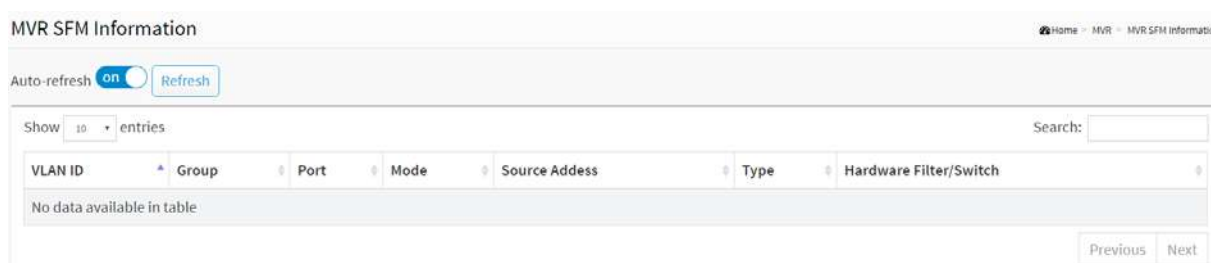 MVR SFM Information
Home > MVR > MVR SFM Informatio
Auto-refresh on Refresh
Show 10 entries
Search:
VLAN ID Group Port Mode Source Addess Type Hardware Filter/Switch
No data available in table
Previous Next